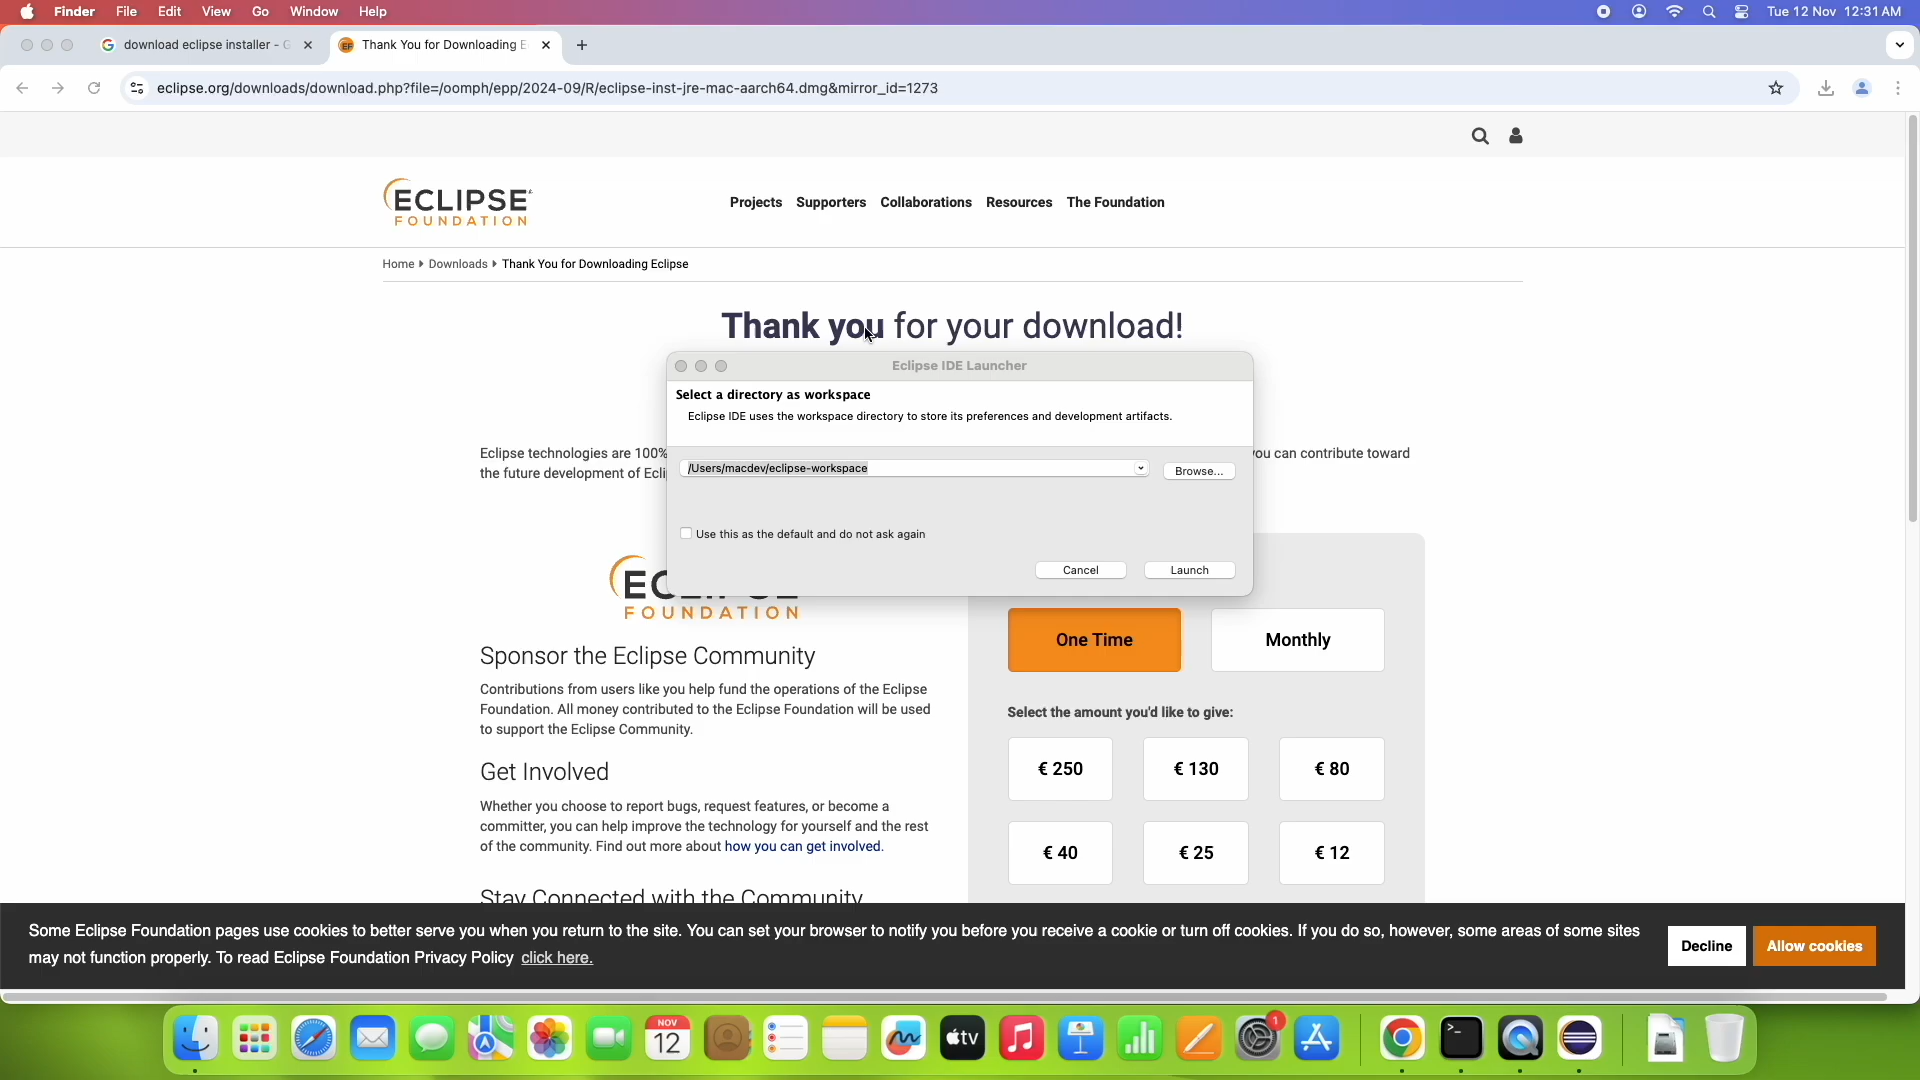 Finder File Edit View Go Window Help Tue 12 Nov 12:31 AM
download eclipse installer - G Thank You for Downloading E
eclipse.org/downloads/download.php?file=/oomph/epp/2024-09/R/eclipse-inst-jre-mac-aarch64.dmg&mirror_id=1273
ECLIPSE
FOUNDATION
Projects Supporters Collaborations Resources The Foundation
Home Downloads Thank You for Downloading Eclipse
Thank you for your download!
Eclipse IDE Launcher
Select a directory as workspace
Eclipse IDE uses the workspace directory to store its preferences and development artifacts.
Eclipse technologies are 100% you can contribute toward
the future development of Ecli
/Users/macdev/eclipse-workspace Browse...
Use this as the default and do not ask again
Cancel Launch
FOUNDATION
Sponsor the Eclipse Community
Contributions from users like you help fund the operations of the Eclipse
Foundation. All money contributed to the Eclipse Foundation will be used
to support the Eclipse Community.
Get Involved
Whether you choose to report bugs, request features, or become a
committer, you can help improve the technology for yourself and the rest
of the community. Find out more about how you can get involved.
Stay Connected with the Community
One Time Monthly
Select the amount you'd like to give:
€ 250 € 130 € 80
€ 40 € 25 € 12
Some Eclipse Foundation pages use cookies to better serve you when you return to the site. You can set your browser to notify you before you receive a cookie or turn off cookies. If you do so, however, some areas of some sites
may not function properly. To read Eclipse Foundation Privacy Policy click here.
Decline Allow cookies
NOV
12
tv
1